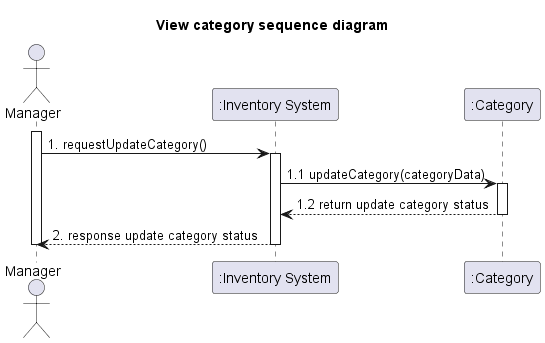 View category sequence diagram
Manager
:Inventory System
:Category
1. requestUpdateCategory()
1.1 updateCategory(categoryData)
1.2 return update category status
2. response update category status
Manager
:Inventory System
:Category